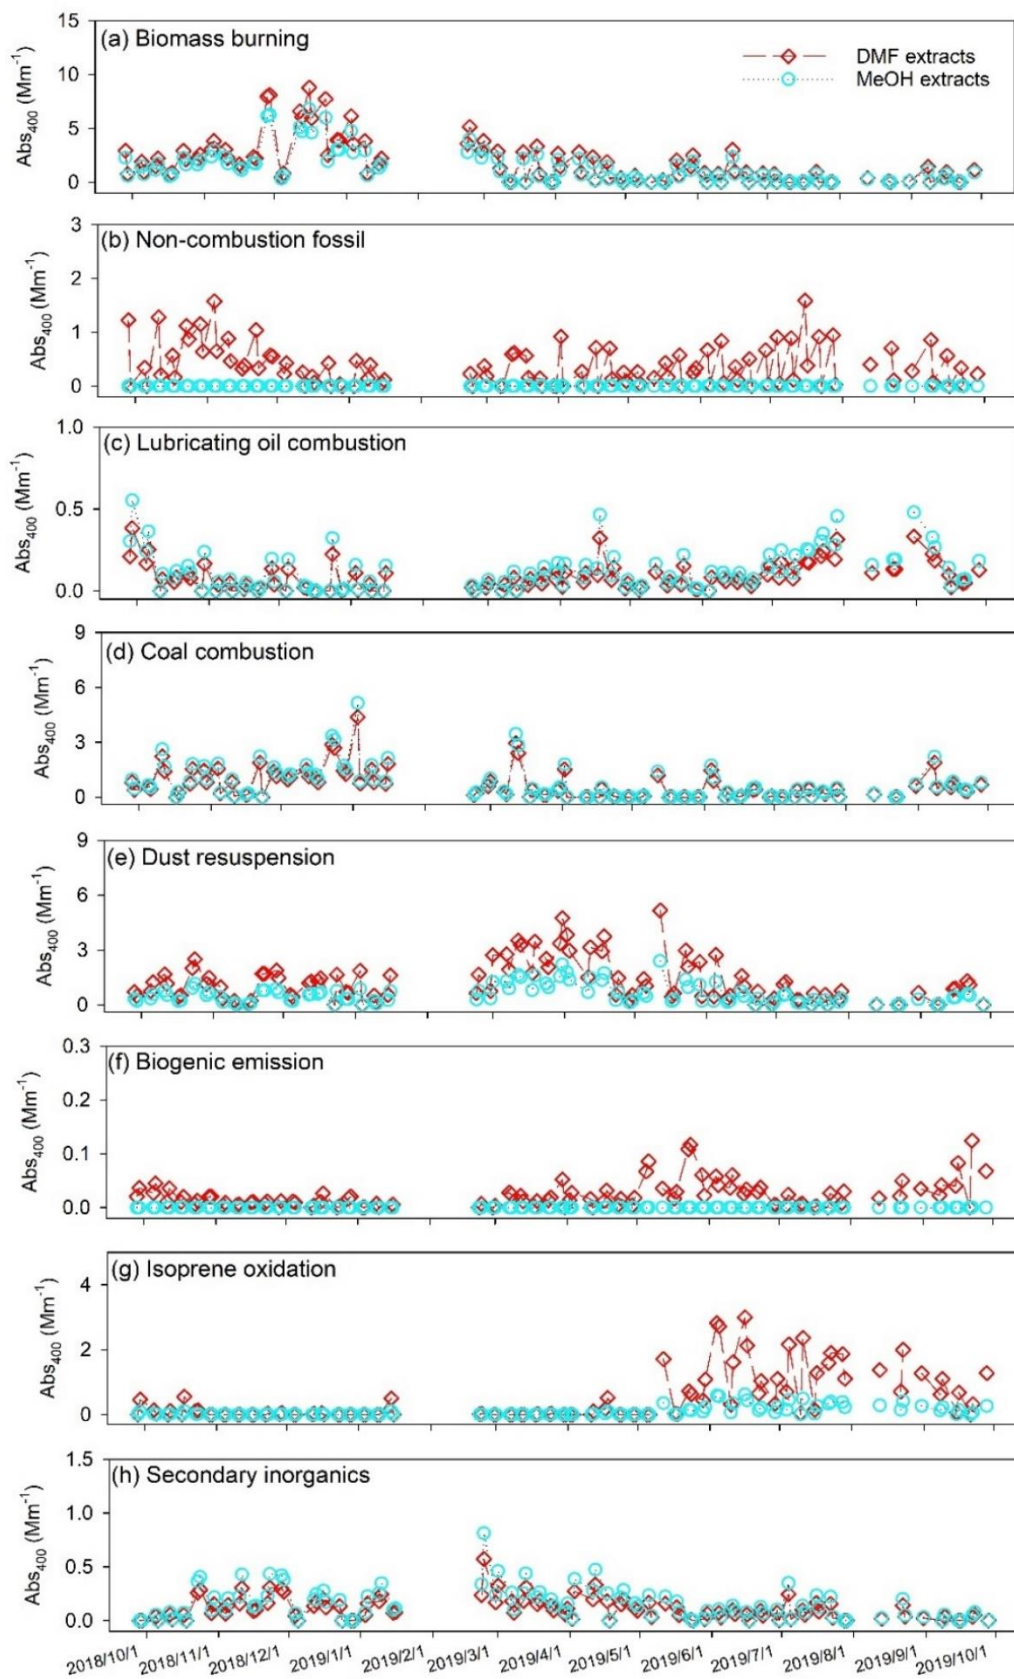 (a) Biomass burning
DMF extracts
MeOH extracts
15
10
5
0
Abs400 (Mm-1)
(b) Non-combustion fossil
3
2
1
0
Abs400 (Mm-1)
(c) Lubricating oil combustion
1.0
0.5
0.0
Abs400 (Mm-1)
(d) Coal combustion
9
6
3
0
Abs400 (Mm-1)
(e) Dust resuspension
9
6
3
0
Abs400 (Mm-1)
(f) Biogenic emission
0.3
0.2
0.1
0.0
Abs400 (Mm-1)
(g) Isoprene oxidation
4
2
0
Abs400 (Mm-1)
(h) Secondary inorganics
1.5
1.0
0.5
0.0
Abs400 (Mm-1)
2018/10/1
2018/11/1
2018/12/1
2019/1/1
2019/2/1
2019/3/1
2019/4/1
2019/5/1
2019/6/1
2019/7/1
2019/8/1
2019/9/1
2019/10/1